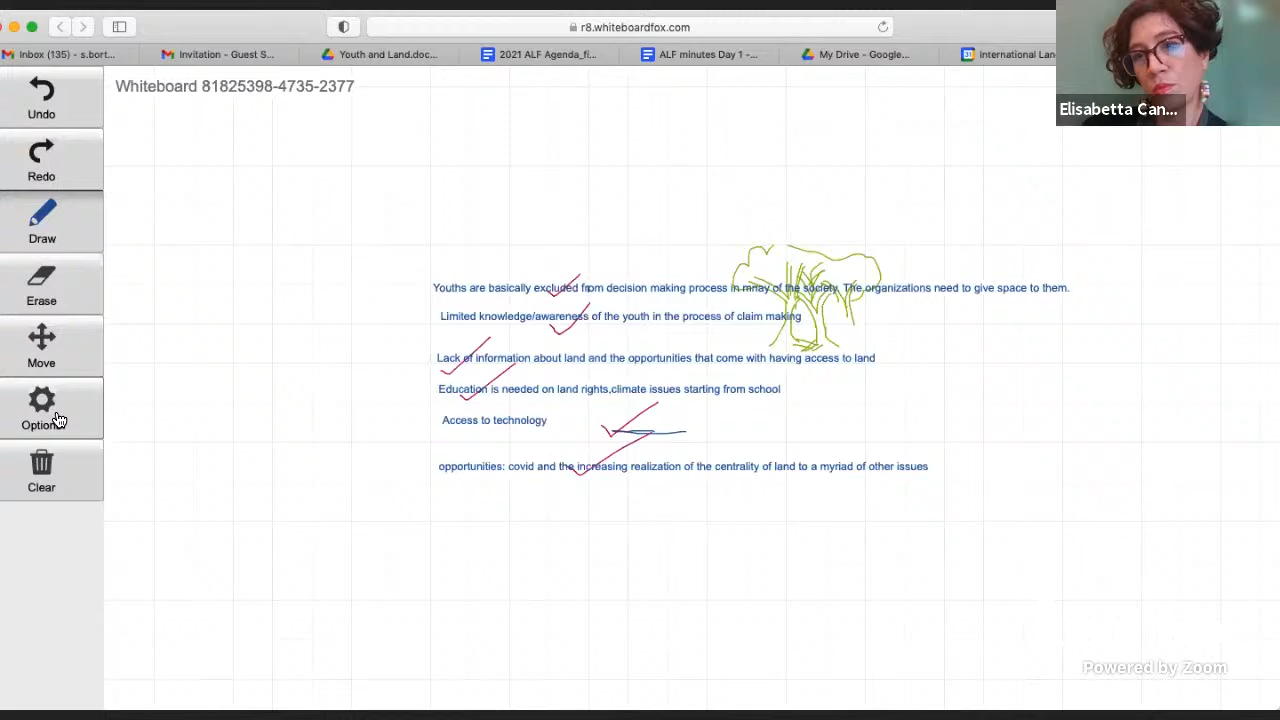 r8.whiteboardfox.com
Inbox (135) - s.bort...
Invitation - Guest S...
Youth and Land.doc...
2021 ALF Agenda_fi...
ALF minutes Day 1 -...
My Drive - Google...
31
International Lan
Elisabetta Can...
Whiteboard 81825398-4735-2377
Undo
Redo
Draw
Erase
Move
Option
Clear
Youths are basically excluded from decision making process in mnay of the society. The organizations need to give space to them.
Limited knowledge/awareness of the youth in the process of claim making
Lack of information about land and the opportunities that come with having access to land
Education is needed on land rights,climate issues starting from school
Access to technology
opportunities: covid and the increasing realization of the centrality of land to a myriad of other issues
Powered by Zoom